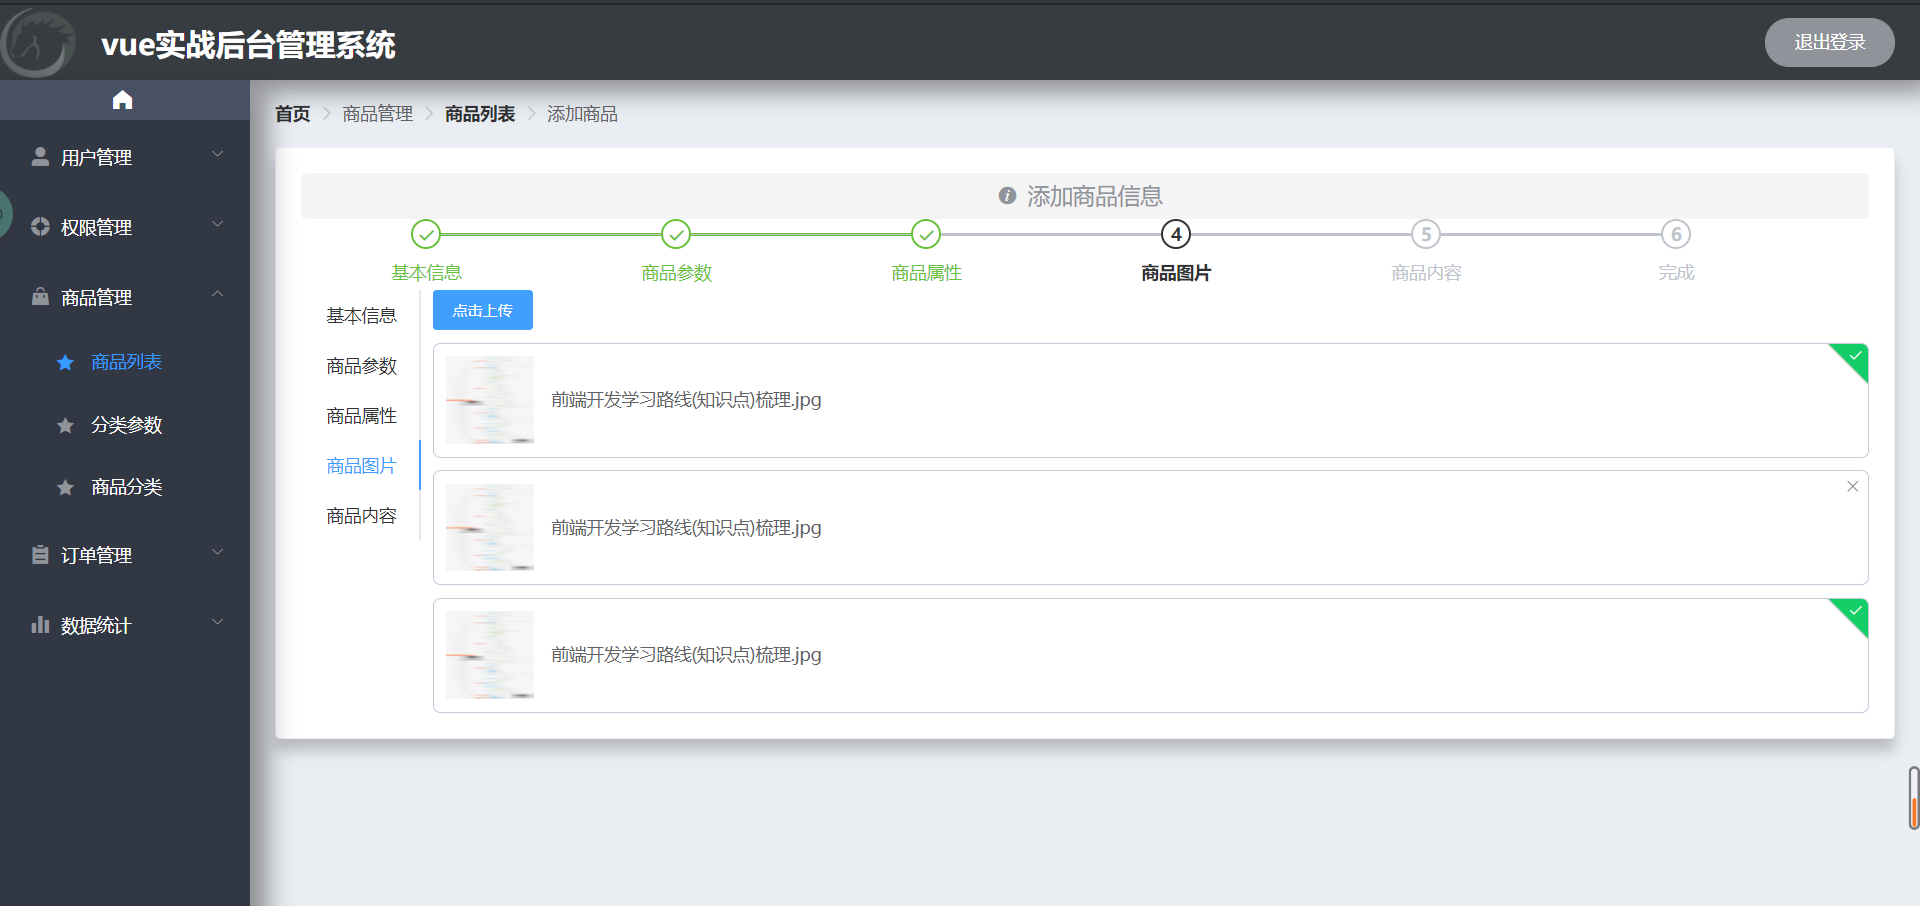 vue实战后台管理系统
退出登录
首页
商品管理
商品列表
添加商品
用户管理
权限管理
商品管理
商品列表
分类参数
商品分类
订单管理
数据统计
添加商品信息
4
5
6
基本信息
商品参数
商品属性
商品图片
商品内容
完成
基本信息
商品参数
商品属性
商品图片
商品内容
点击上传
前端开发学习路线(知识点)梳理.jpg
前端开发学习路线(知识点)梳理.jpg
前端开发学习路线(知识点)梳理.jpg